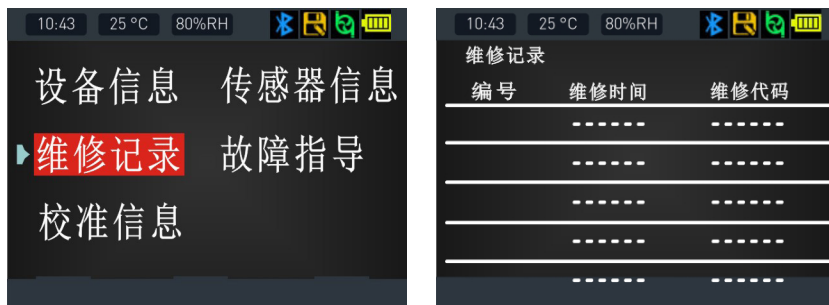 10:43 25 °C 80%RH
设备信息 传感器信息
维修记录 故障指导
校准信息
10:43 25 °C 80%RH
维修记录
编号 维修时间 维修代码
------ ------
------ ------
------ ------
------ ------
------ ------